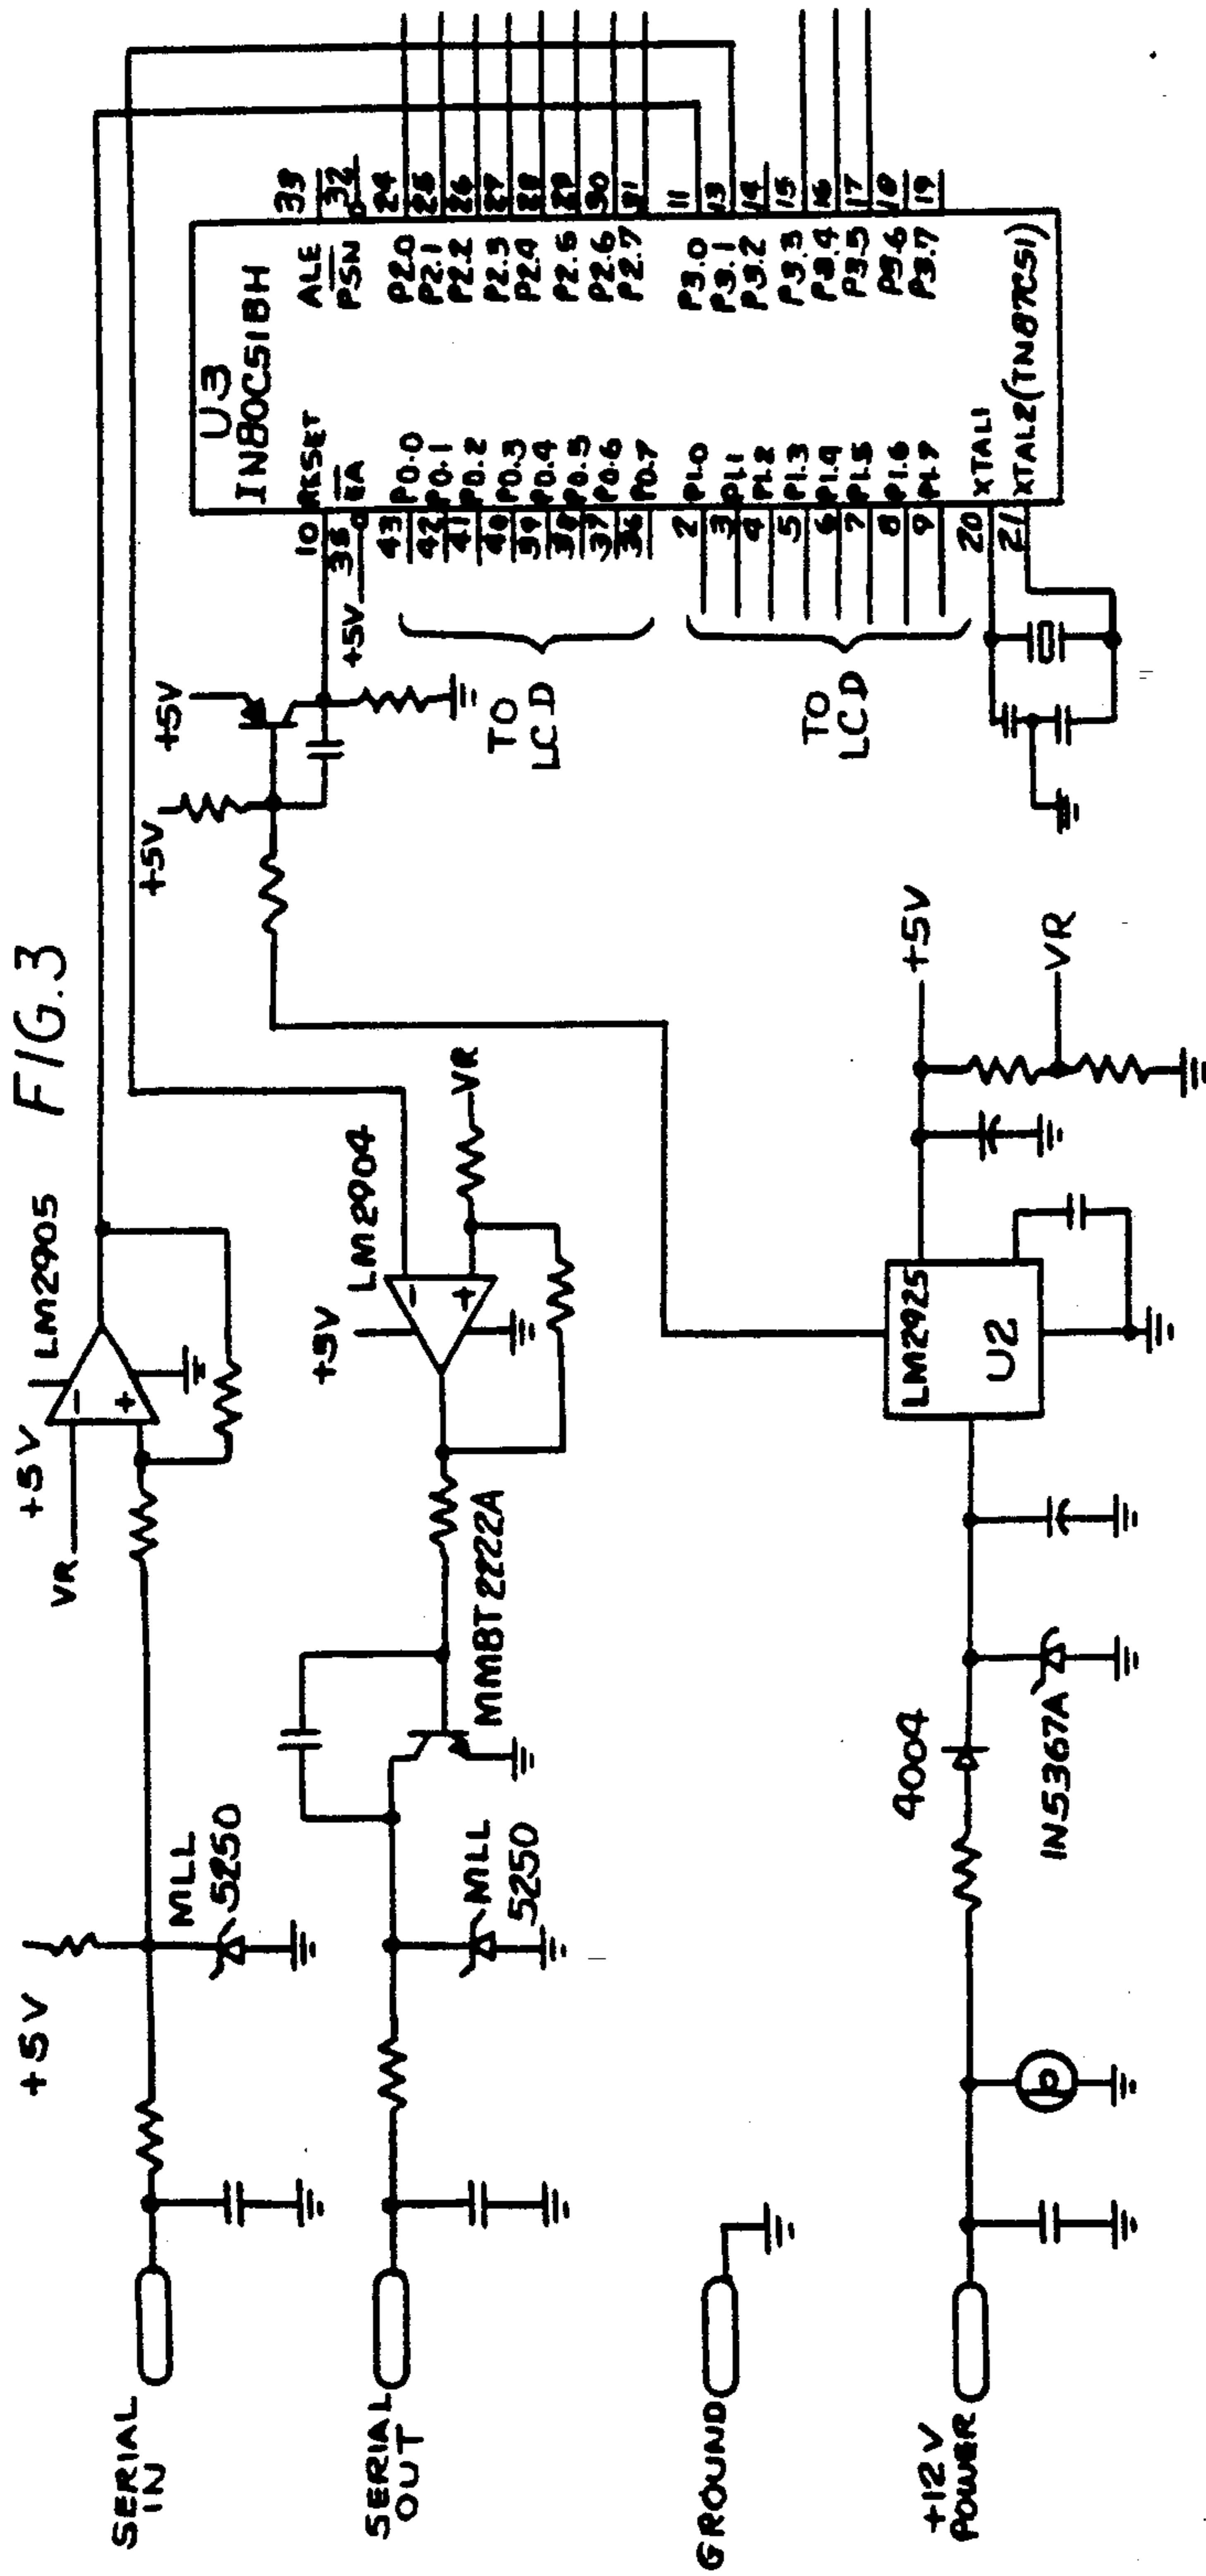 FIG.3
SERIAL
IN
+5V
MLL
5250
VR
+5V
LM2905
SERIAL
OUT
MLL
5250
MMBT2222A
+5V
LM2904
VR
-
+
-
+
GROUND
+12V
POWER
4004
IN5367A
LM2925
U2
+5V
VR
+5V
+5V
+5V
TO
LCD
TO
LCD
U3
IN80C51BH
10 RESET
35 EA
43 P0.0
42 P0.1
41 P0.2
40 P0.3
39 P0.4
38 P0.5
37 P0.6
36 P0.7
2 P1.0
3 P1.1
4 P1.2
5 P1.3
6 P1.4
7 P1.5
8 P1.6
9 P1.7
20 XTAL1
21 XTAL2(TN87C51)
ALE 33
PSN 32
P2.0 24
P2.1 25
P2.2 26
P2.3 27
P2.4 28
P2.5 29
P2.6 30
P2.7 31
P3.0 11
P3.1 13
P3.2 14
P3.3 15
P3.4 16
P3.5 17
P3.6 18
P3.7 19